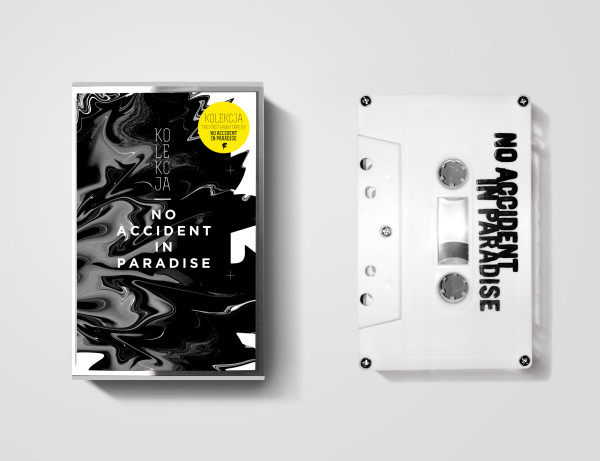 KO
LE
KC
JA
NO
ACCIDENT
IN
PARADISE
KOLEKCJA
NO ACCIDENT
IN PARADISE
NO ACCIDENT
IN PARADISE